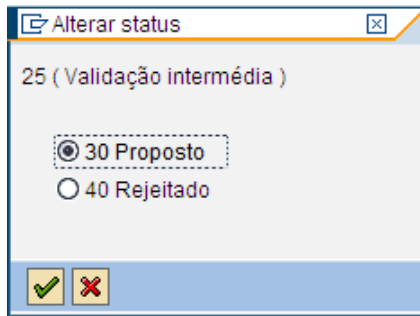 Alterar status
25 ( Validação intermédia )
30 Proposto
40 Rejeitado